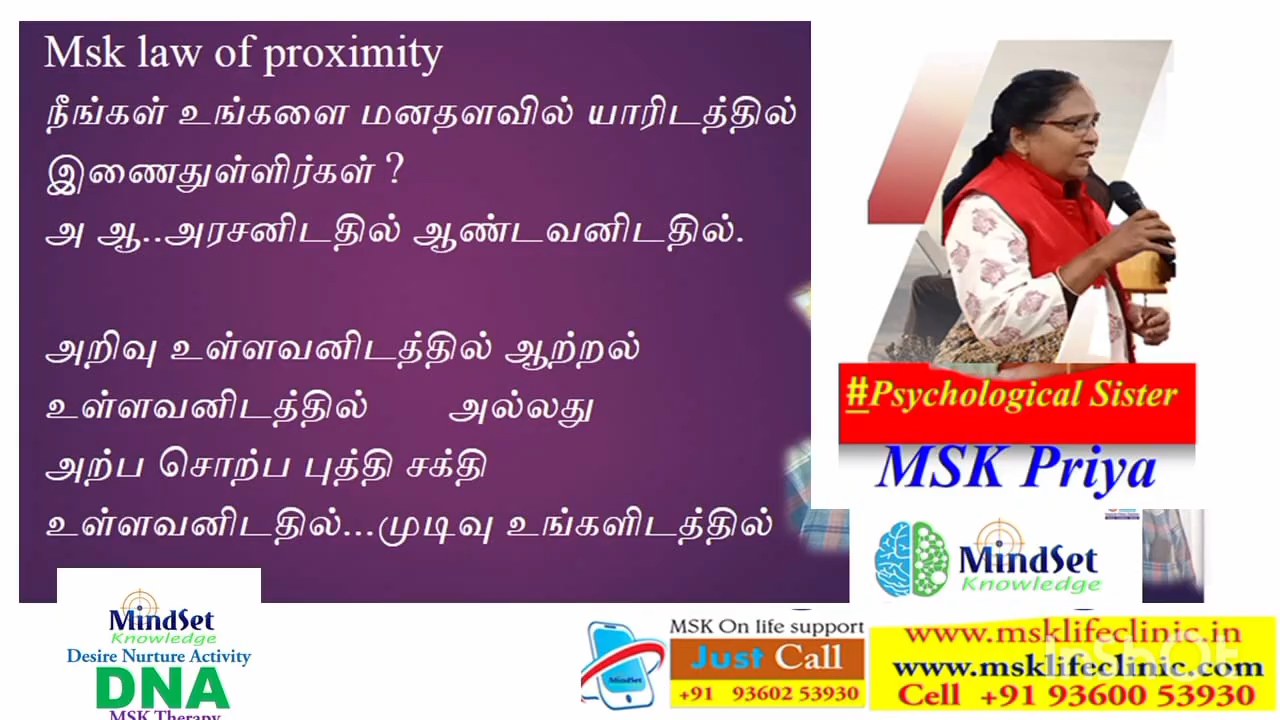 Msk law of proximity
நீங்கள் உங்களை மனதளவில் யாரிடத்தில்
இணைதுள்ளிர்கள் ?
அ ஆ..அரசனிடதில் ஆண்டவனிடதில்.
அறிவு உள்ளவனிடத்தில் ஆற்றல்
உள்ளவனிடத்தில் அல்லது
அற்ப சொற்ப புத்தி சக்தி
உள்ளவனிடதில்...முடிவு உங்களிடத்தில்
#Psychological Sister
MSK Priya
MindSet
Knowledge
MindSet
Knowledge
Desire Nurture Activity
DNA
MSK Therapy
MindSet
MSK On life support
Just Call
+91 93602 53930
www.msklifeclinic.in
www.msklifeclinic.com
Cell +91 93600 53930
InShOt